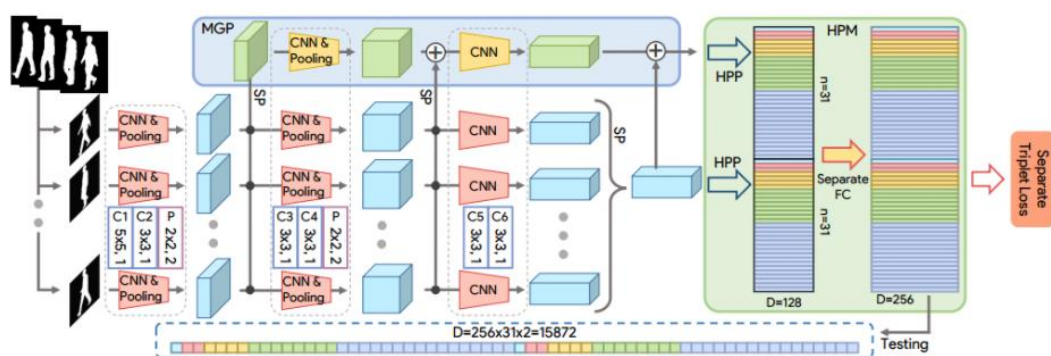 MGP
CNN &
Pooling
CNN
SP
SP
CNN &
Pooling
CNN &
Pooling
CNN
CNN &
Pooling
CNN &
Pooling
CNN
C1
5x5, 1
C2
3x3, 1
P
2x2, 2
C3
3x3, 1
C4
3x3, 1
P
2x2, 2
C5
3x3, 1
C6
3x3, 1
CNN &
Pooling
CNN &
Pooling
CNN
SP
HPM
HPP
HPP
n=31
n=31
Separate
FC
D=128
D=256
Separate
Triplet Loss
Testing
D=256x31x2=15872